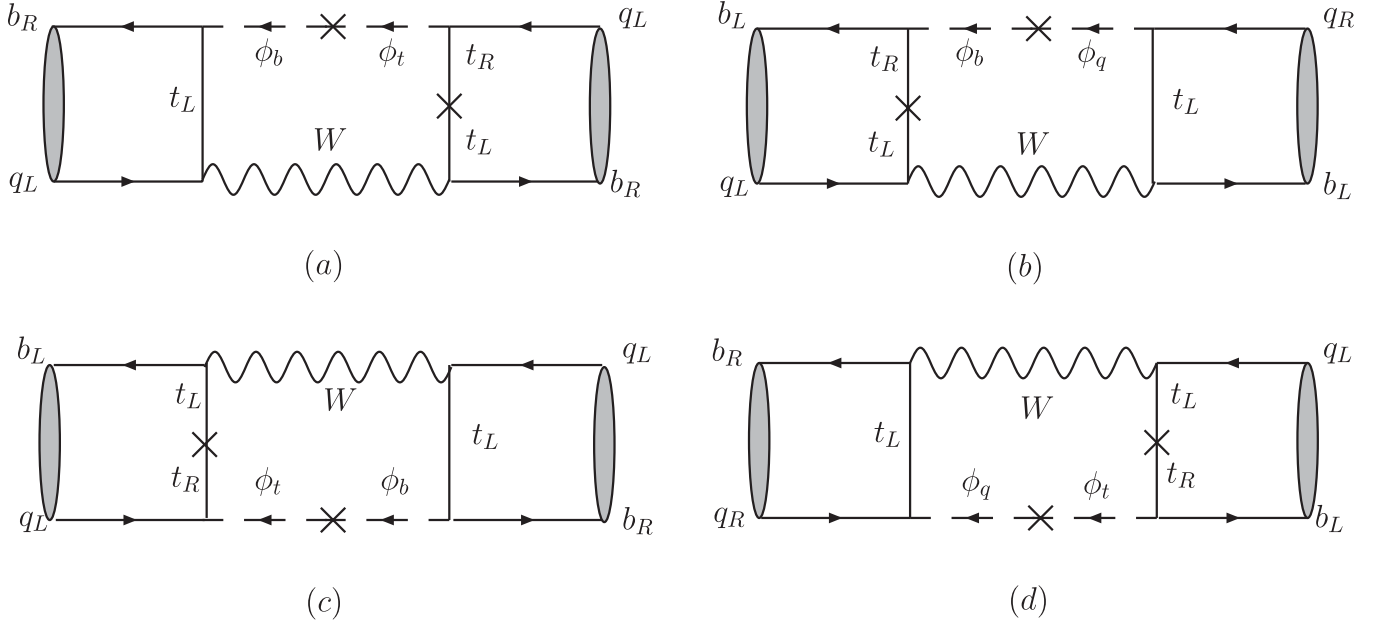 b_R q_L
ϕ_b ϕ_t t_R
t_L
W t_L
q_L b_R
(a)
b_L q_R
t_R ϕ_b ϕ_q
t_L
t_L W
q_L b_L
(b)
b_L q_L
t_L W
t_L
t_R ϕ_t ϕ_b
q_L b_R
(c)
b_R q_L
W t_L
t_L
ϕ_q ϕ_t t_R
q_R b_L
(d)